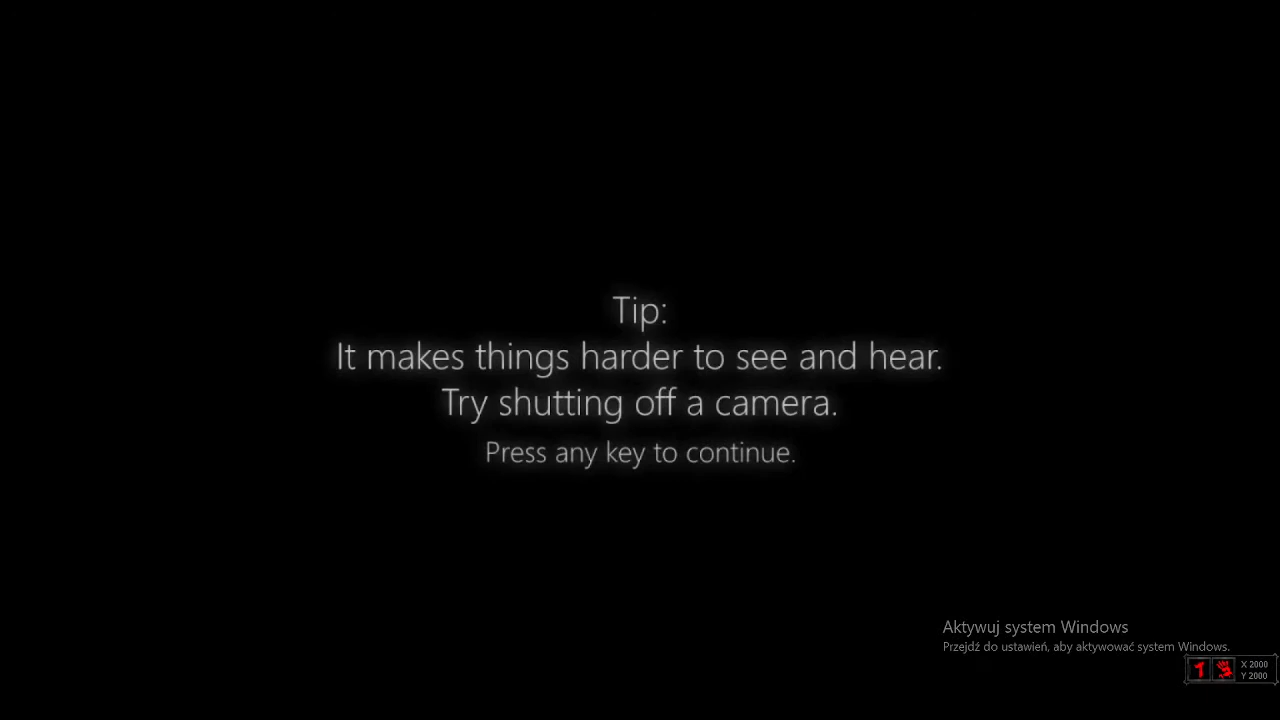 Tip:
It makes things harder to see and hear.
Try shutting off a camera.
Press any key to continue.
Aktywuj system Windows
Przejdź do ustawień, aby aktywować system Windows.
X 2000
Y 2000